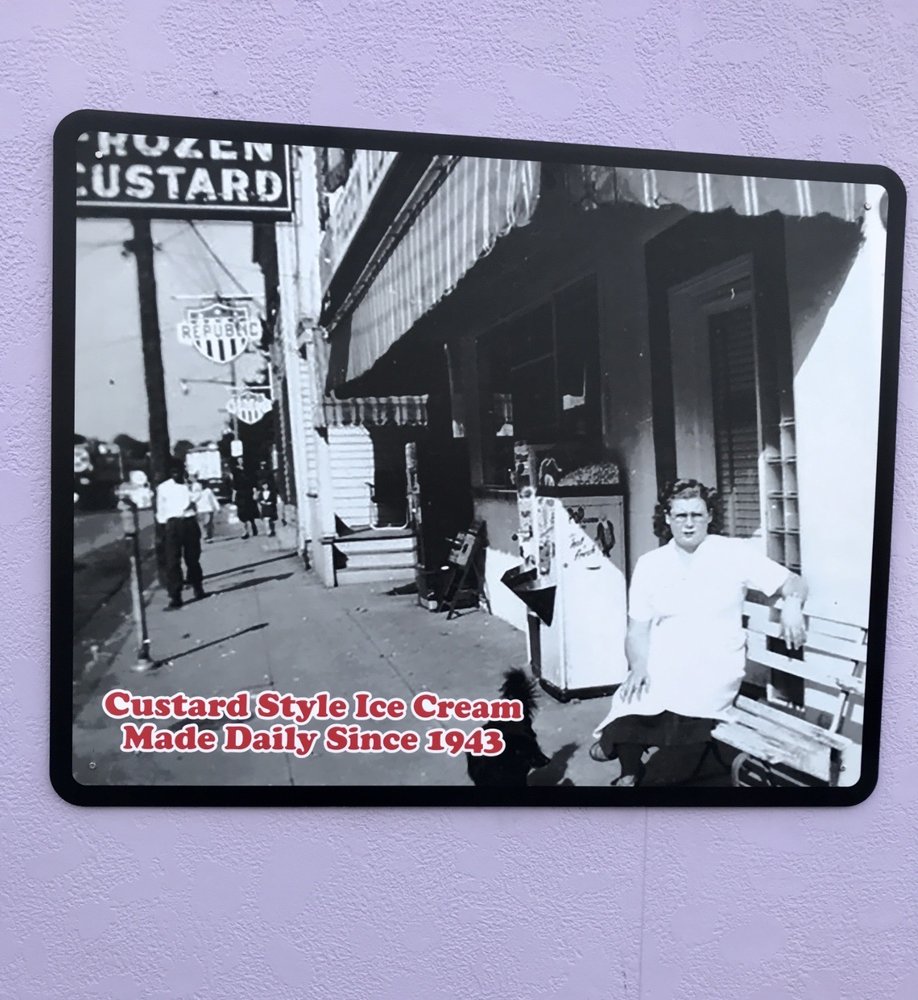 FROZEN
CUSTARD
REPUBLIC
Custard Style Ice Cream
Made Daily Since 1943